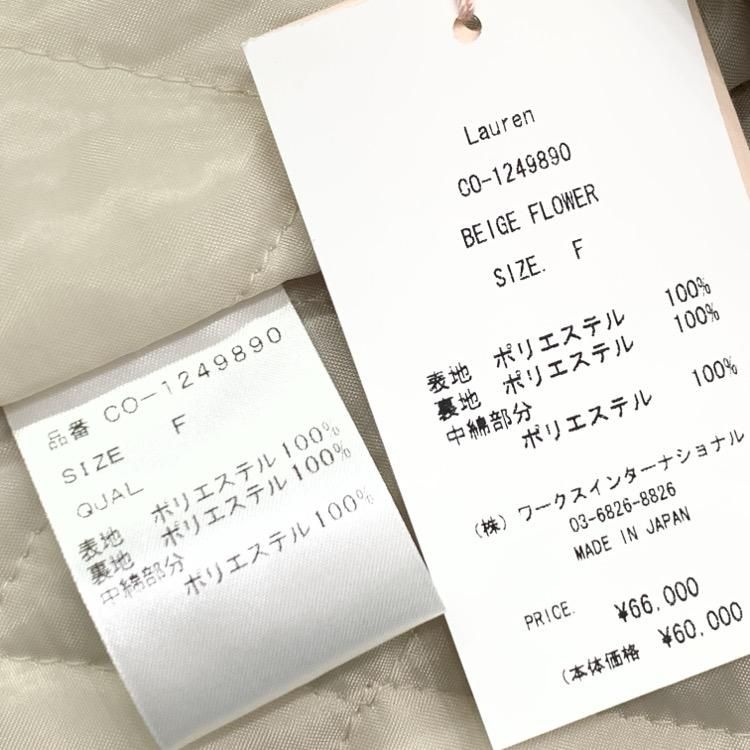 Lauren
CO-1249890
BEIGE FLOWER
SIZE. F
表地 ポリエステル 100%
裏地 ポリエステル 100%
中綿部分
ポリエステル 100%
(株) ワークスインターナショナル
03-6826-8826
MADE IN JAPAN
PRICE. ¥66,000
(本体価格 ¥60,000
品番 CO-1249890
SIZE F
QUAL
表地 ポリエステル100%
裏地 ポリエステル100%
中綿部分
ポリエステル100%